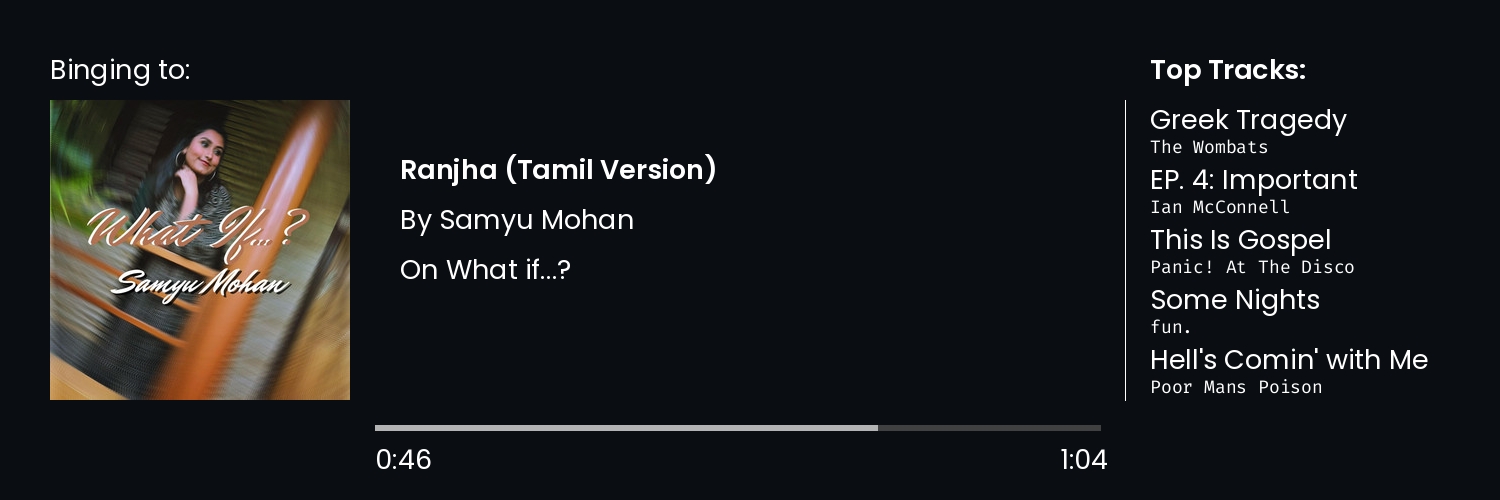 Binging to:
What If...?
Samyu Mohan
Ranjha (Tamil Version)
By Samyu Mohan
On What if...?
0:46
1:04
Top Tracks:
Greek Tragedy
The Wombats
EP. 4: Important
Ian McConnell
This Is Gospel
Panic! At The Disco
Some Nights
fun.
Hell's Comin' with Me
Poor Mans Poison